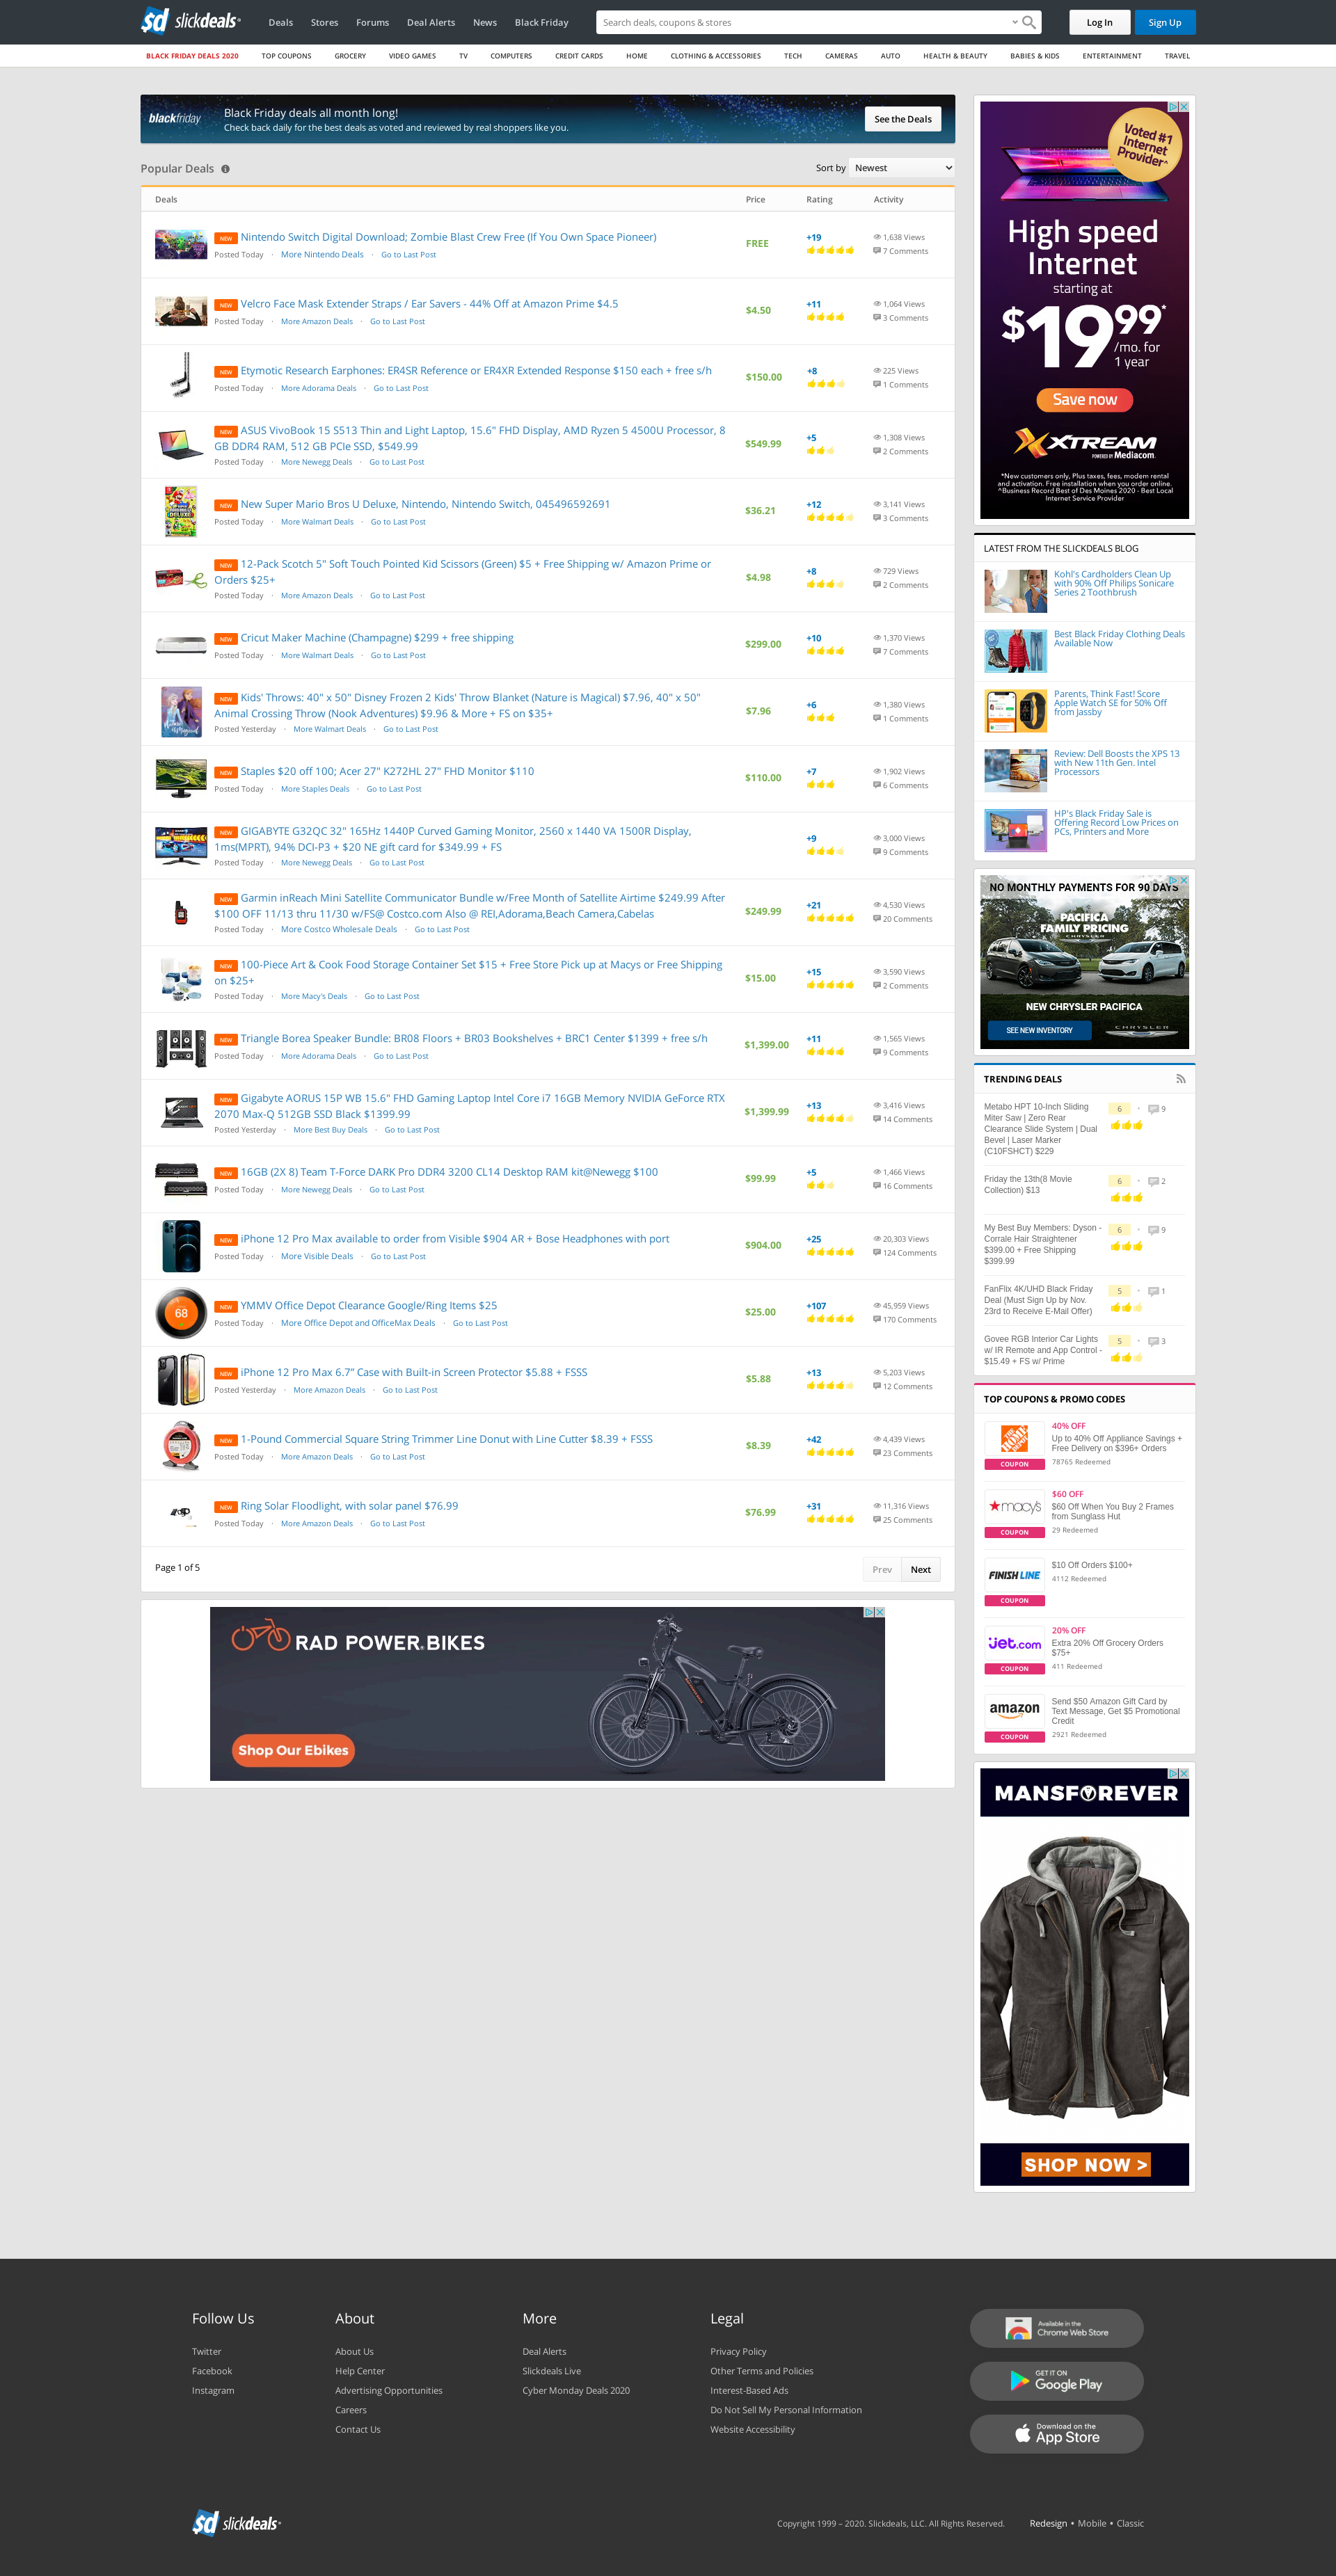 slickdeals
Deals
Stores
Forums
Deal Alerts
News
Black Friday
Search deals, coupons & stores
Log In
Sign Up
BLACK FRIDAY DEALS 2020
TOP COUPONS
GROCERY
VIDEO GAMES
TV
COMPUTERS
CREDIT CARDS
HOME
CLOTHING & ACCESSORIES
TECH
CAMERAS
AUTO
HEALTH & BEAUTY
BABIES & KIDS
ENTERTAINMENT
TRAVEL
blackfriday
Black Friday deals all month long!
Check back daily for the best deals as voted and reviewed by real shoppers like you.
See the Deals
Popular Deals
Sort by Newest
Deals Price Rating Activity
NEW Nintendo Switch Digital Download; Zombie Blast Crew Free (If You Own Space Pioneer)
Posted Today · More Nintendo Deals · Go to Last Post
FREE
+19
1,638 Views
7 Comments
NEW Velcro Face Mask Extender Straps / Ear Savers - 44% Off at Amazon Prime $4.5
Posted Today · More Amazon Deals · Go to Last Post
$4.50
+11
1,064 Views
3 Comments
NEW Etymotic Research Earphones: ER4SR Reference or ER4XR Extended Response $150 each + free s/h
Posted Today · More Adorama Deals · Go to Last Post
$150.00
+8
225 Views
1 Comments
NEW ASUS VivoBook 15 S513 Thin and Light Laptop, 15.6" FHD Display, AMD Ryzen 5 4500U Processor, 8
GB DDR4 RAM, 512 GB PCIe SSD, $549.99
Posted Today · More Newegg Deals · Go to Last Post
$549.99
+5
1,308 Views
2 Comments
NEW New Super Mario Bros U Deluxe, Nintendo, Nintendo Switch, 045496592691
Posted Today · More Walmart Deals · Go to Last Post
$36.21
+12
3,141 Views
3 Comments
NEW 12-Pack Scotch 5" Soft Touch Pointed Kid Scissors (Green) $5 + Free Shipping w/ Amazon Prime or
Orders $25+
Posted Today · More Amazon Deals · Go to Last Post
$4.98
+8
729 Views
2 Comments
NEW Cricut Maker Machine (Champagne) $299 + free shipping
Posted Today · More Walmart Deals · Go to Last Post
$299.00
+10
1,370 Views
7 Comments
NEW Kids' Throws: 40" x 50" Disney Frozen 2 Kids' Throw Blanket (Nature is Magical) $7.96, 40" x 50"
Animal Crossing Throw (Nook Adventures) $9.96 & More + FS on $35+
Posted Yesterday · More Walmart Deals · Go to Last Post
$7.96
+6
1,380 Views
1 Comments
NEW Staples $20 off 100; Acer 27" K272HL 27" FHD Monitor $110
Posted Today · More Staples Deals · Go to Last Post
$110.00
+7
1,902 Views
6 Comments
NEW GIGABYTE G32QC 32" 165Hz 1440P Curved Gaming Monitor, 2560 x 1440 VA 1500R Display,
1ms(MPRT), 94% DCI-P3 + $20 NE gift card for $349.99 + FS
Posted Today · More Newegg Deals · Go to Last Post
+9
3,000 Views
9 Comments
NEW Garmin inReach Mini Satellite Communicator Bundle w/Free Month of Satellite Airtime $249.99 After
$100 OFF 11/13 thru 11/30 w/FS@ Costco.com Also @ REI,Adorama,Beach Camera,Cabelas
Posted Today · More Costco Wholesale Deals · Go to Last Post
$249.99
+21
4,530 Views
20 Comments
NEW 100-Piece Art & Cook Food Storage Container Set $15 + Free Store Pick up at Macys or Free Shipping
on $25+
Posted Today · More Macy's Deals · Go to Last Post
$15.00
+15
3,590 Views
2 Comments
NEW Triangle Borea Speaker Bundle: BR08 Floors + BR03 Bookshelves + BRC1 Center $1399 + free s/h
Posted Today · More Adorama Deals · Go to Last Post
$1,399.00
+11
1,565 Views
9 Comments
NEW Gigabyte AORUS 15P WB 15.6" FHD Gaming Laptop Intel Core i7 16GB Memory NVIDIA GeForce RTX
2070 Max-Q 512GB SSD Black $1399.99
Posted Yesterday · More Best Buy Deals · Go to Last Post
$1,399.99
+13
3,416 Views
14 Comments
NEW 16GB (2X 8) Team T-Force DARK Pro DDR4 3200 CL14 Desktop RAM kit@Newegg $100
Posted Today · More Newegg Deals · Go to Last Post
$99.99
+5
1,466 Views
16 Comments
NEW iPhone 12 Pro Max available to order from Visible $904 AR + Bose Headphones with port
Posted Today · More Visible Deals · Go to Last Post
$904.00
+25
20,303 Views
124 Comments
NEW YMMV Office Depot Clearance Google/Ring Items $25
Posted Today · More Office Depot and OfficeMax Deals · Go to Last Post
$25.00
+107
45,959 Views
170 Comments
NEW iPhone 12 Pro Max 6.7" Case with Built-in Screen Protector $5.88 + FSSS
Posted Yesterday · More Amazon Deals · Go to Last Post
$5.88
+13
5,203 Views
12 Comments
NEW 1-Pound Commercial Square String Trimmer Line Donut with Line Cutter $8.39 + FSSS
Posted Today · More Amazon Deals · Go to Last Post
$8.39
+42
4,439 Views
23 Comments
NEW Ring Solar Floodlight, with solar panel $76.99
Posted Today · More Amazon Deals · Go to Last Post
$76.99
+31
11,316 Views
25 Comments
Page 1 of 5
Prev
Next
RAD POWER BIKES
Shop Our Ebikes
Voted #1
Internet
Provider^
High speed
Internet
starting at
$19.99*
/mo. for
1 year
Save now
XTREAM
POWERED BY Mediacom
*New customers only, Plus taxes, fees, modem rental
and activation. Free installation when you order online.
^Business Record Best of Des Moines 2020 - Best Local
Internet Service Provider
LATEST FROM THE SLICKDEALS BLOG
Kohl's Cardholders Clean Up
with 90% Off Philips Sonicare
Series 2 Toothbrush
Best Black Friday Clothing Deals
Available Now
Parents, Think Fast! Score
Apple Watch SE for 50% Off
from Jassby
Review: Dell Boosts the XPS 13
with New 11th Gen. Intel
Processors
HP's Black Friday Sale is
Offering Record Low Prices on
PCs, Printers and More
NO MONTHLY PAYMENTS FOR 90 DAYS
PACIFICA
FAMILY PRICING
CHRYSLER
NEW CHRYSLER PACIFICA
SEE NEW INVENTORY
CHRYSLER
TRENDING DEALS
Metabo HPT 10-Inch Sliding
Miter Saw | Zero Rear
Clearance Slide System | Dual
Bevel | Laser Marker
(C10FSHCT) $229
6
9
Friday the 13th(8 Movie
Collection) $13
6
2
My Best Buy Members: Dyson -
Corrale Hair Straightener
$399.00 + Free Shipping
$399.99
6
9
FanFlix 4K/UHD Black Friday
Deal (Must Sign Up by Nov.
23rd to Receive E-Mail Offer)
5
1
Govee RGB Interior Car Lights
w/ IR Remote and App Control -
$15.49 + FS w/ Prime
5
3
TOP COUPONS & PROMO CODES
COUPON
40% OFF
Up to 40% Off Appliance Savings +
Free Delivery on $396+ Orders
78765 Redeemed
macy's
COUPON
$60 OFF
$60 Off When You Buy 2 Frames
from Sunglass Hut
29 Redeemed
FINISH LINE
COUPON
$10 Off Orders $100+
4112 Redeemed
jet.com
COUPON
20% OFF
Extra 20% Off Grocery Orders
$75+
411 Redeemed
amazon
COUPON
Send $50 Amazon Gift Card by
Text Message, Get $5 Promotional
Credit
2921 Redeemed
MANSFOREVER
SHOP NOW >
Follow Us
Twitter
Facebook
Instagram
About
About Us
Help Center
Advertising Opportunities
Careers
Contact Us
More
Deal Alerts
Slickdeals Live
Cyber Monday Deals 2020
Legal
Privacy Policy
Other Terms and Policies
Interest-Based Ads
Do Not Sell My Personal Information
Website Accessibility
Available in the
Chrome Web Store
GET IT ON
Google Play
Download on the
App Store
slickdeals
Copyright 1999 – 2020. Slickdeals, LLC. All Rights Reserved.
Redesign • Mobile • Classic